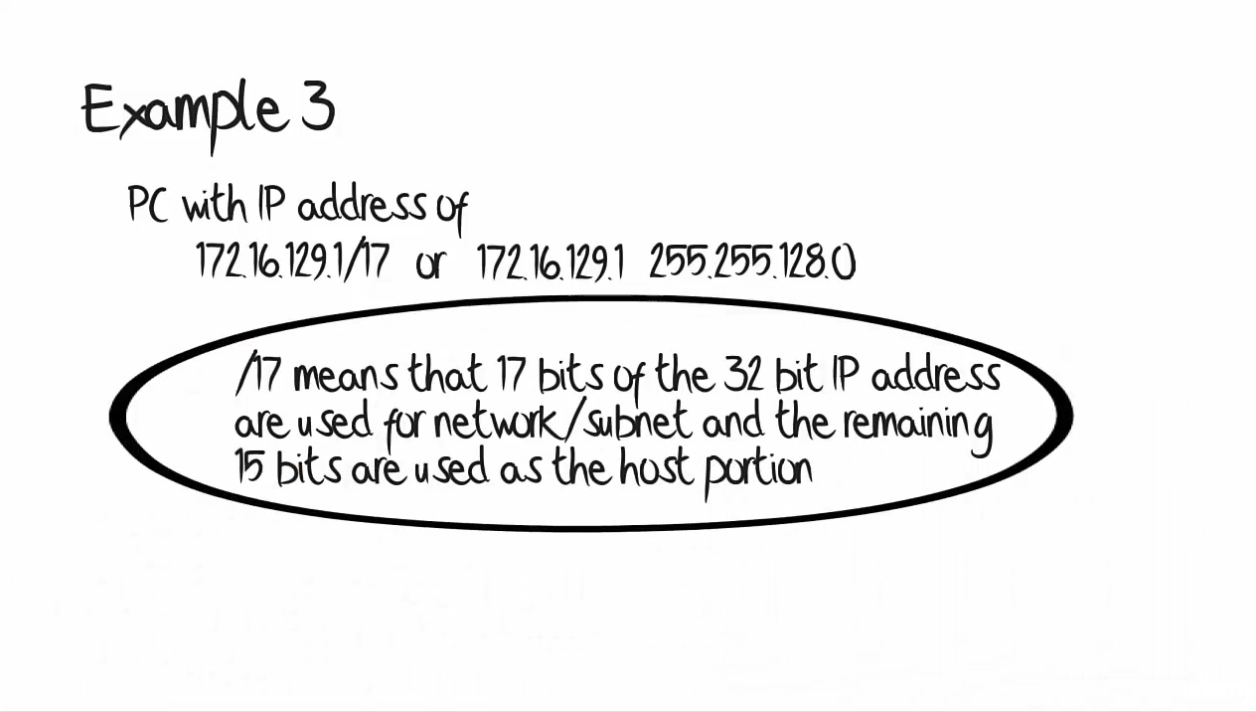 Example 3
PC with IP address of
172.16.129.1/17 or 172.16.129.1 255.255.128.0
/17 means that 17 bits of the 32 bit IP address
are used for network/subnet and the remaining
15 bits are used as the host portion